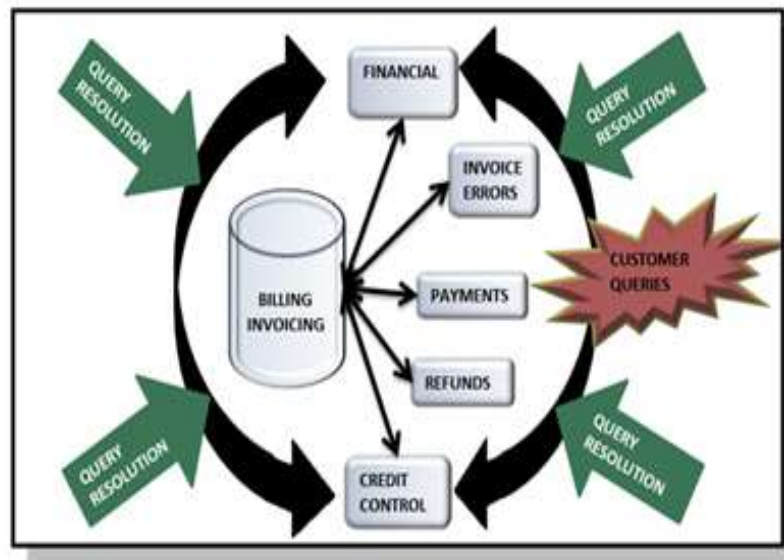 QUERY
RESOLUTION
FINANCIAL
QUERY
RESOLUTION
INVOICE
ERRORS
CUSTOMER
QUERIES
BILLING
INVOICING
PAYMENTS
REFUNDS
QUERY
RESOLUTION
CREDIT
CONTROL
QUERY
RESOLUTION